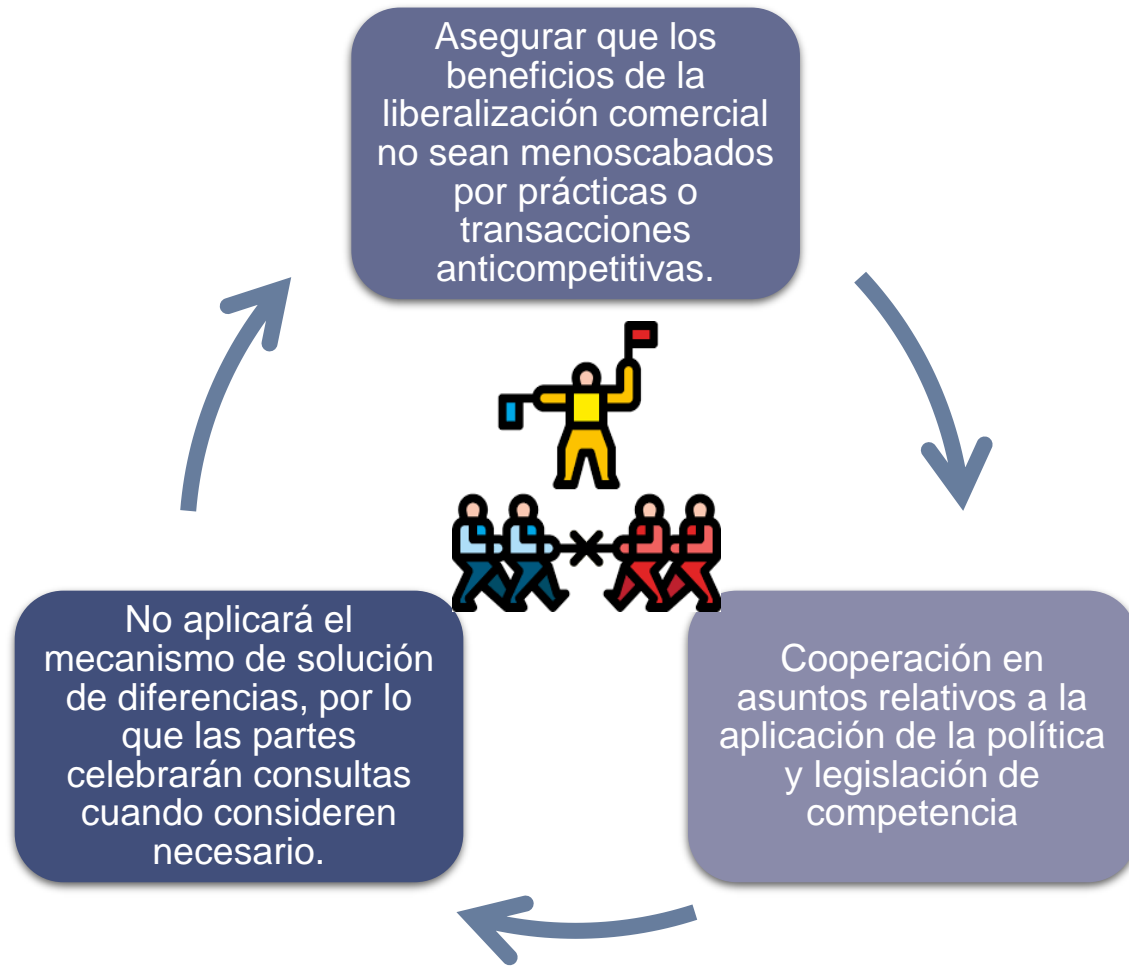 Asegurar que los
beneficios de la
liberalización comercial
no sean menoscabados
por prácticas o
transacciones
anticompetitivas.
Cooperación en
asuntos relativos a la
aplicación de la política
y legislación de
competencia
No aplicará el
mecanismo de solución
de diferencias, por lo
que las partes
celebrarán consultas
cuando consideren
necesario.